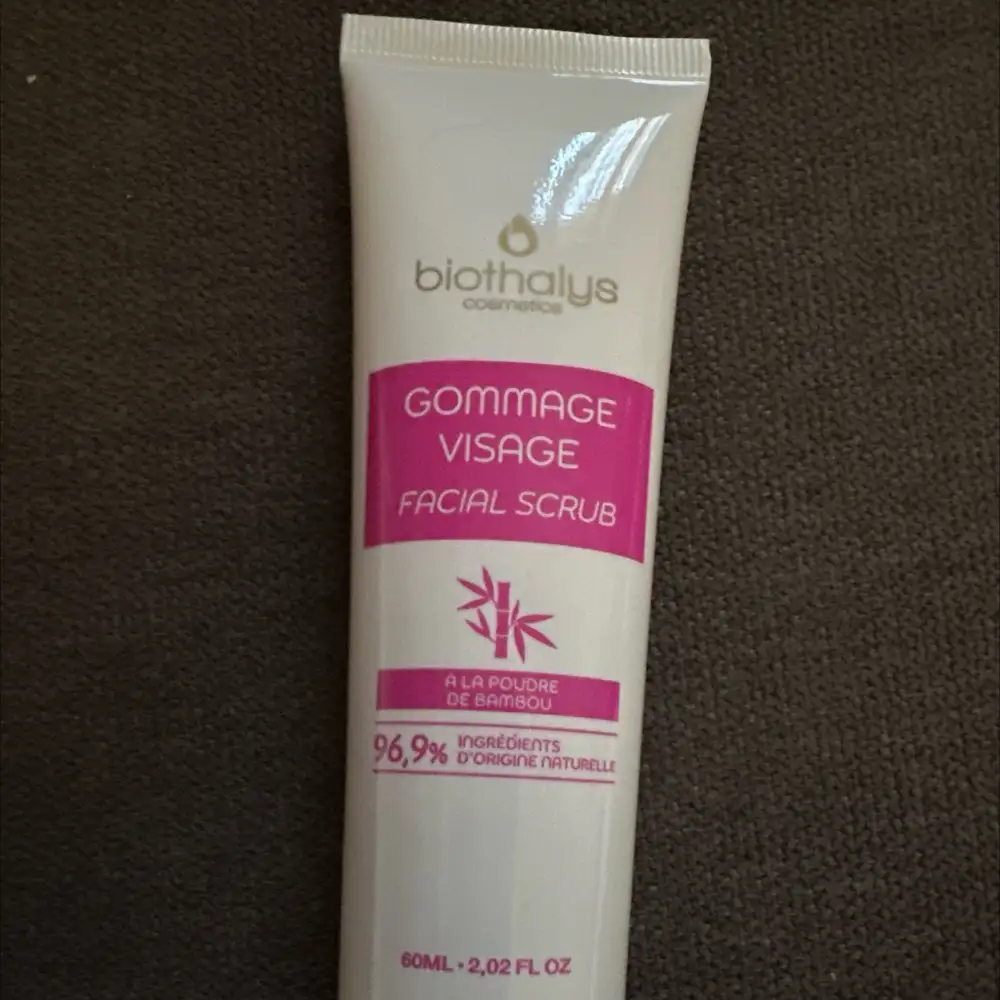 biothalys
cosmetics
GOMMAGE
VISAGE
FACIAL SCRUB
À LA POUDRE
DE BAMBOU
96,9% INGRÉDIENTS
D'ORIGINE NATURELLE
60ML • 2,02 FL OZ